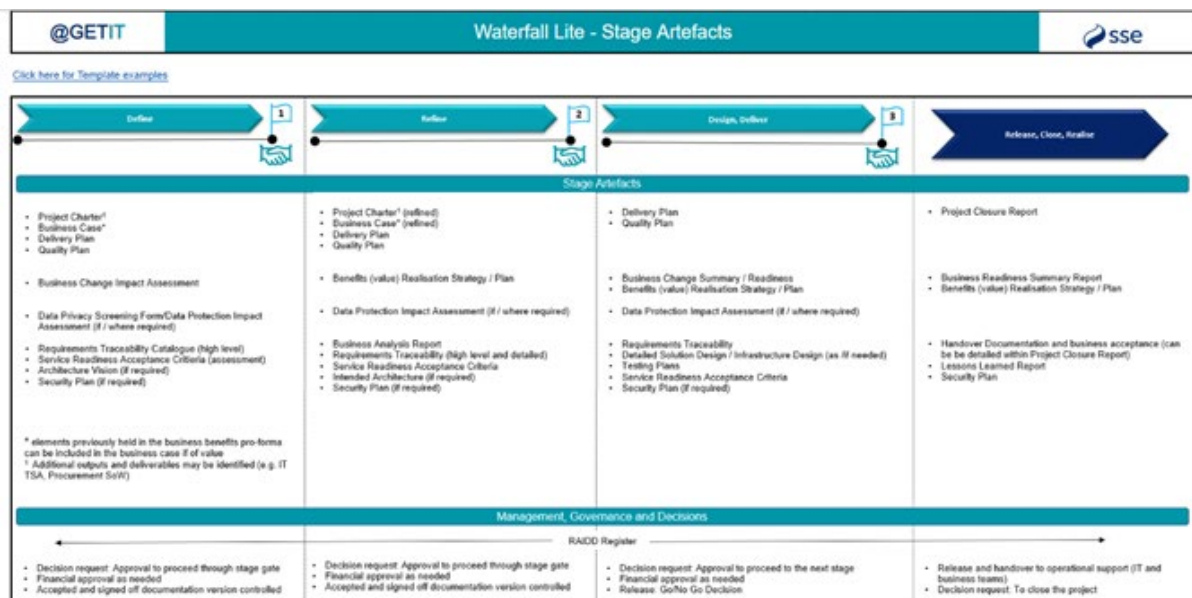 @GETIT
Waterfall Lite - Stage Artefacts
sse
Click here for Template examples
Define
1
Refine
2
Design, Deliver
3
Release, Close, Realise
Stage Artefacts
• Project Charter¹
• Business Case*
• Delivery Plan
• Quality Plan
• Business Change Impact Assessment
• Data Privacy Screening Form/Data Protection Impact
Assessment (if / where required)
• Requirements Traceability Catalogue (high level)
• Service Readiness Acceptance Critieria (assessment)
• Architecture Vision (if required)
• Security Plan (if required)
* elements previously held in the business benefits pro-forma
can be included in the business case if of value
¹ Additional outputs and deliverables may be identified (e.g. IT
TSA, Procurement SoW)
• Project Charter¹ (refined)
• Business Case* (refined)
• Delivery Plan
• Quality Plan
• Benefits (value) Realisation Strategy / Plan
• Data Protection Impact Assessment (if / where required)
• Business Analysis Report
• Requirements Traceability (high level and detailed)
• Service Readiness Acceptance Criteria
• Intended Architecture (if required)
• Security Plan (if required)
• Delivery Plan
• Quality Plan
• Business Change Summary / Readiness
• Benefits (value) Realisation Strategy / Plan
• Data Protection Impact Assessment (if / where required)
• Requirements Traceability
• Detailed Solution Design / Infrastructure Design (as /if needed)
• Testing Plans
• Service Readiness Acceptance Criteria
• Security Plan (if required)
• Project Closure Report
• Business Readiness Summary Report
• Benefits (value) Realisation Strategy / Plan
• Handover Documentation and business acceptance (can
be be detailed within Project Closure Report)
• Lessons Learned Report
• Security Plan
Management, Governance and Decisions
RAIDD Register
• Decision request: Approval to proceed through stage gate
• Financial approval as needed
• Accepted and signed off documentation version controlled
• Decision request: Approval to proceed through stage gate
• Financial approval as needed
• Accepted and signed off documentation version controlled
• Decision request: Approval to proceed to the next stage
• Financial approval as needed
• Release: Go/No Go Decision
• Release and handover to operational support (IT and
business teams)
• Decision request: To close the project